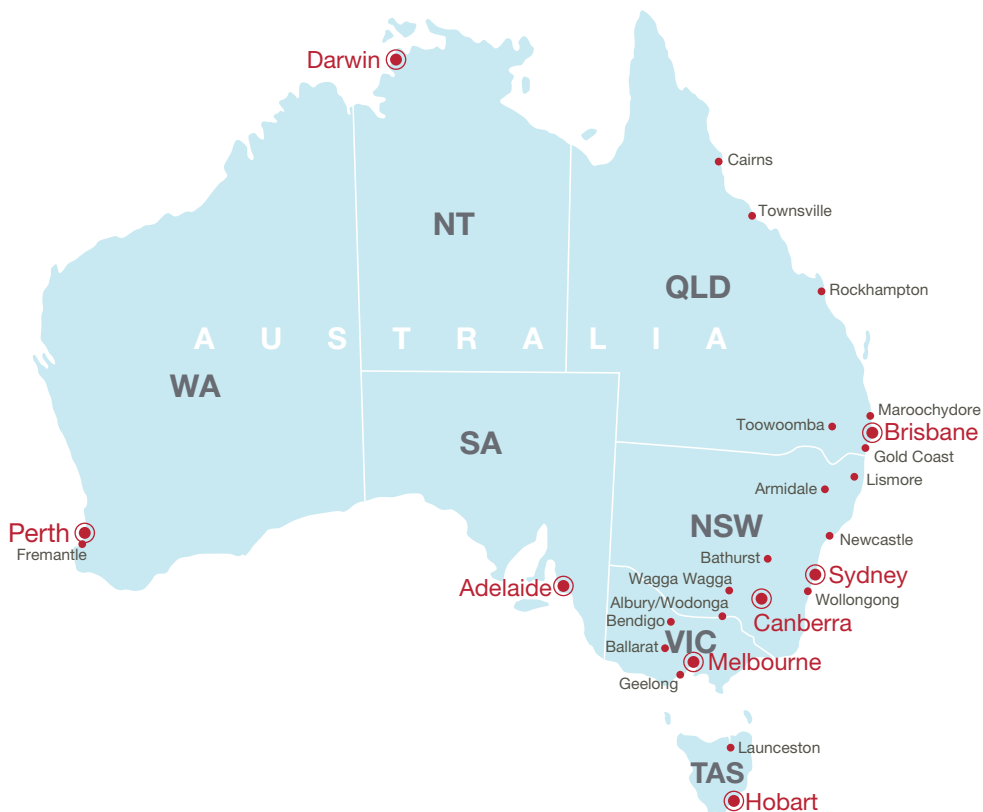 Darwin
Cairns
Townsville
NT
QLD
Rockhampton
AUSTRALIA
WA
Maroochydore
Toowoomba
Brisbane
SA
Gold Coast
Lismore
Armidale
NSW
Perth
Fremantle
Newcastle
Bathurst
Sydney
Wagga Wagga
Adelaide
Wollongong
Albury/Wodonga
Canberra
Bendigo
VIC
Ballarat
Melbourne
Geelong
Launceston
TAS
Hobart